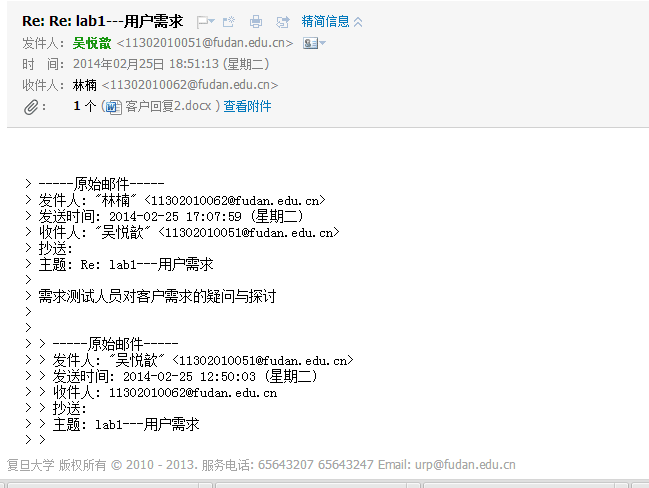 Re: Re: lab1---用户需求 精简信息
发件人：吴悦歆 <11302010051@fudan.edu.cn>
时 间：2014年02月25日 18:51:13 (星期二)
收件人：林楠 <11302010062@fudan.edu.cn>
： 1 个 ( 客户回复2.docx ) 查看附件
> -----原始邮件-----
> 发件人: "林楠" <11302010062@fudan.edu.cn>
> 发送时间: 2014-02-25 17:07:59 (星期二)
> 收件人: "吴悦歆" <11302010051@fudan.edu.cn>
> 抄送:
> 主题: Re: lab1---用户需求
>
> 需求测试人员对客户需求的疑问与探讨
>
>
> > -----原始邮件-----
> > 发件人: "吴悦歆" <11302010051@fudan.edu.cn>
> > 发送时间: 2014-02-25 12:50:03 (星期二)
> > 收件人: 11302010062@fudan.edu.cn
> > 抄送:
> > 主题: lab1---用户需求
> >
复旦大学 版权所有 © 2010 - 2013. 服务电话: 65643207 65643247 Email: urp@fudan.edu.cn